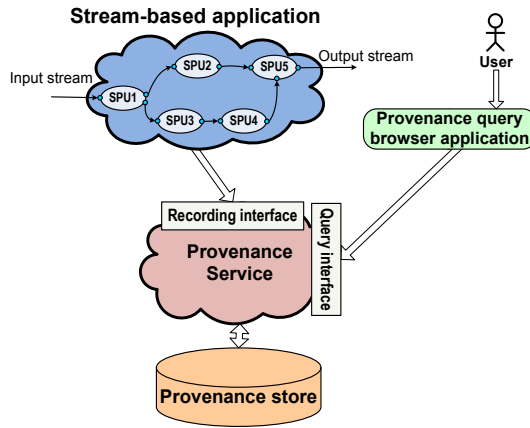 Stream-based application
Input stream
SPU1
SPU2
SPU5
SPU3
SPU4
Output stream
User
Provenance query
browser application
Recording interface
Query interface
Provenance
Service
Provenance store